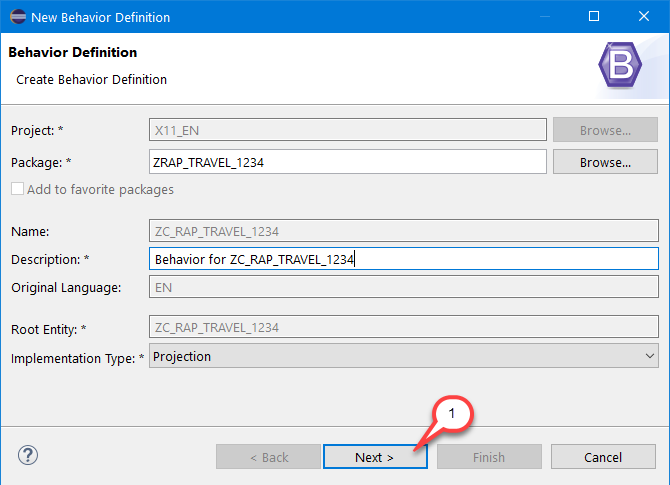 New Behavior Definition
Behavior Definition
Create Behavior Definition
B
Project: * X11_EN Browse...
Package: * ZRAP_TRAVEL_1234 Browse...
Add to favorite packages
Name: ZC_RAP_TRAVEL_1234
Description: * Behavior for ZC_RAP_TRAVEL_1234
Original Language: EN
Root Entity: * ZC_RAP_TRAVEL_1234
Implementation Type: * Projection
1
? < Back Next > Finish Cancel